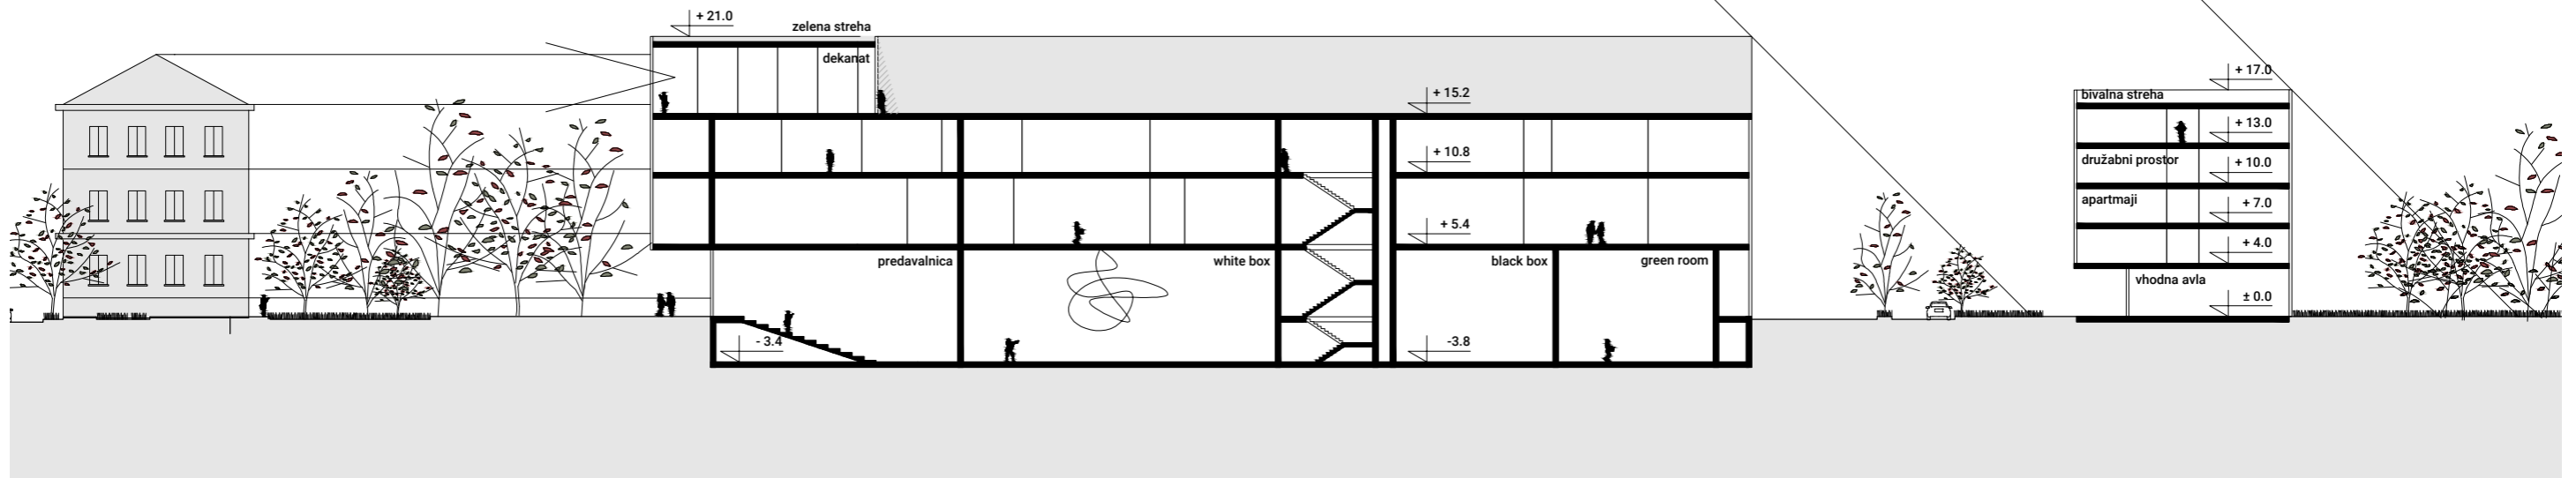 + 21.0
zelena streha
dekanat
+ 15.2
+ 10.8
+ 5.4
predavalnica
white box
black box
green room
- 3.4
-3.8
+ 17.0
bivalna streha
+ 13.0
družabni prostor
+ 10.0
apartmaji
+ 7.0
+ 4.0
vhodna avla
± 0.0